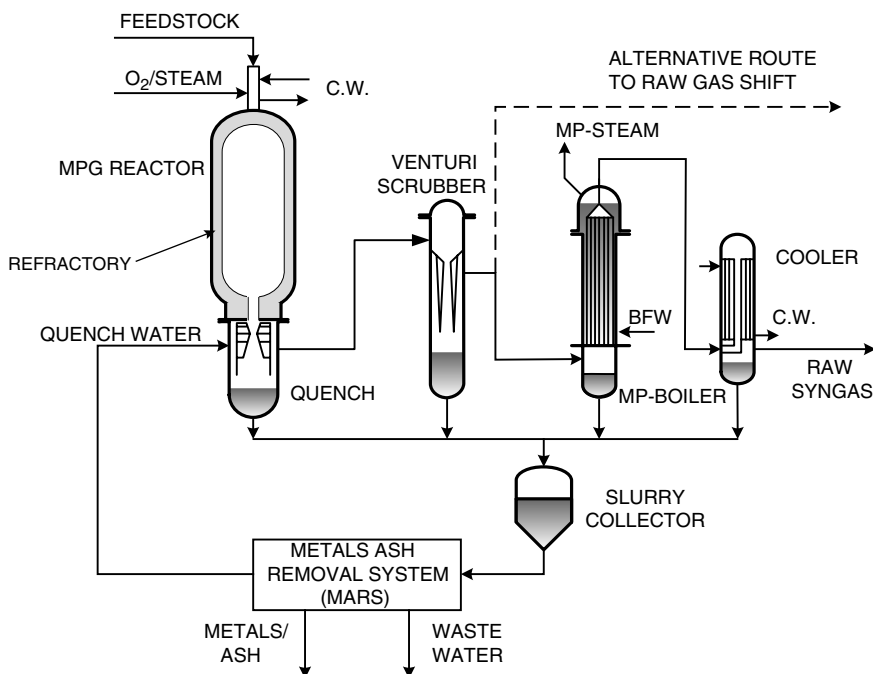 FEEDSTOCK
O2/STEAM
C.W.
ALTERNATIVE ROUTE
TO RAW GAS SHIFT
MP-STEAM
MPG REACTOR
VENTURI
SCRUBBER
REFRACTORY
COOLER
QUENCH WATER
BFW
C.W.
RAW
SYNGAS
QUENCH
MP-BOILER
SLURRY
COLLECTOR
METALS ASH
REMOVAL SYSTEM
(MARS)
METALS/
ASH
WASTE
WATER